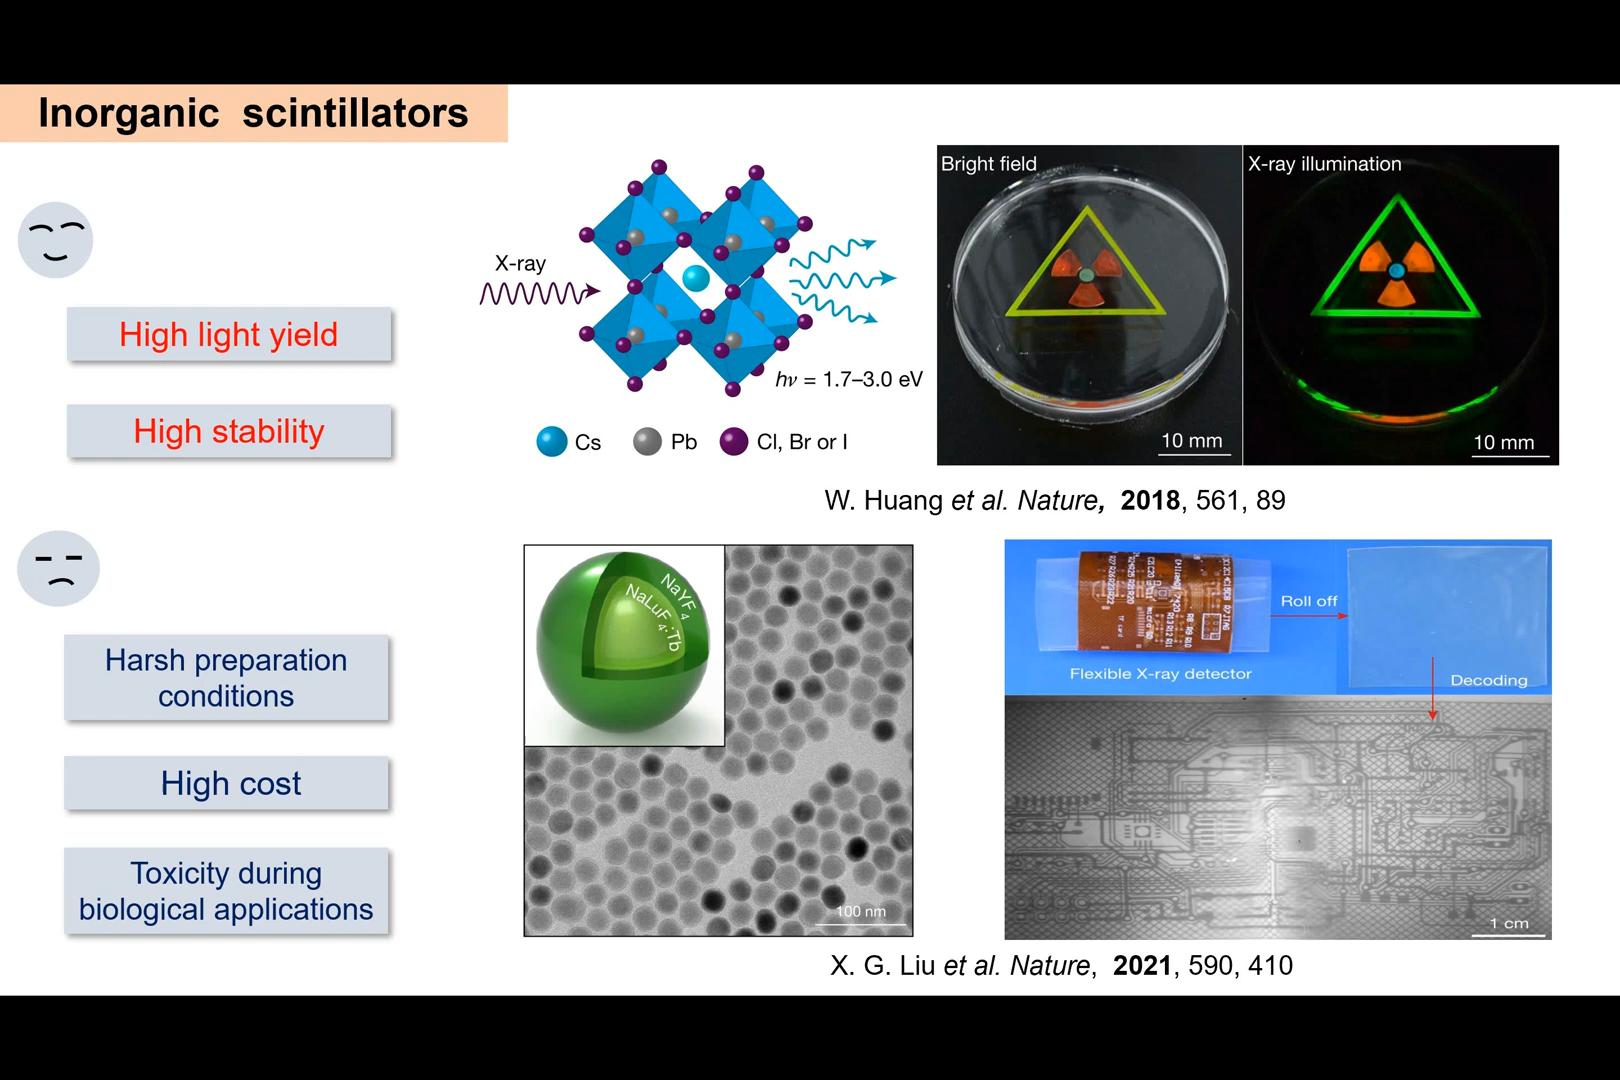 Inorganic scintillators
High light yield
High stability
Harsh preparation
conditions
High cost
Toxicity during
biological applications
X-ray
hν = 1.7–3.0 eV
Cs
Pb
Cl, Br or I
Bright field
10 mm
X-ray illumination
10 mm
W. Huang et al. Nature, 2018, 561, 89
NaYF4
NaLuF4:Tb
100 nm
Roll off
Flexible X-ray detector
Decoding
1 cm
X. G. Liu et al. Nature, 2021, 590, 410